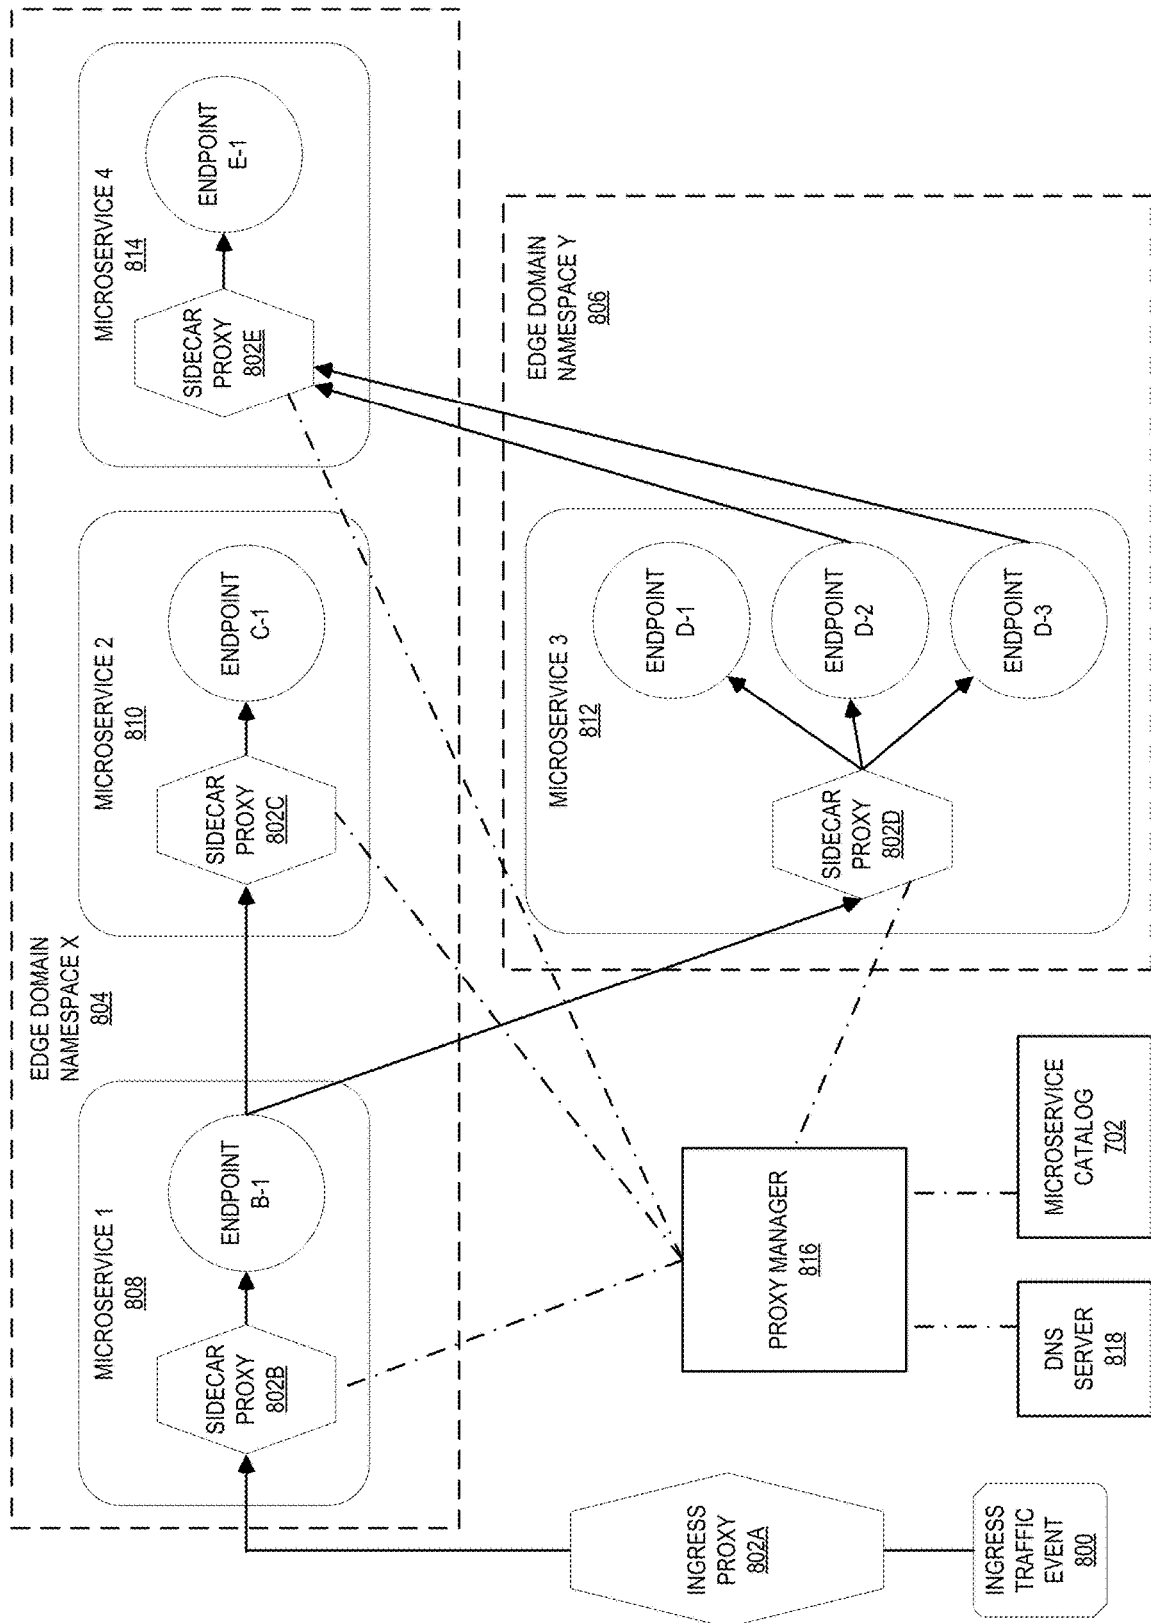 EDGE DOMAIN
NAMESPACE X
804
MICROSERVICE 1
808
SIDECAR
PROXY
802B
ENDPOINT
B-1
MICROSERVICE 2
810
SIDECAR
PROXY
802C
ENDPOINT
C-1
MICROSERVICE 4
814
SIDECAR
PROXY
802E
ENDPOINT
E-1
EDGE DOMAIN
NAMESPACE Y
806
MICROSERVICE 3
812
SIDECAR
PROXY
802D
ENDPOINT
D-1
ENDPOINT
D-2
ENDPOINT
D-3
INGRESS
PROXY
802A
INGRESS
TRAFFIC
EVENT
800
PROXY MANAGER
816
DNS
SERVER
818
MICROSERVICE
CATALOG
702